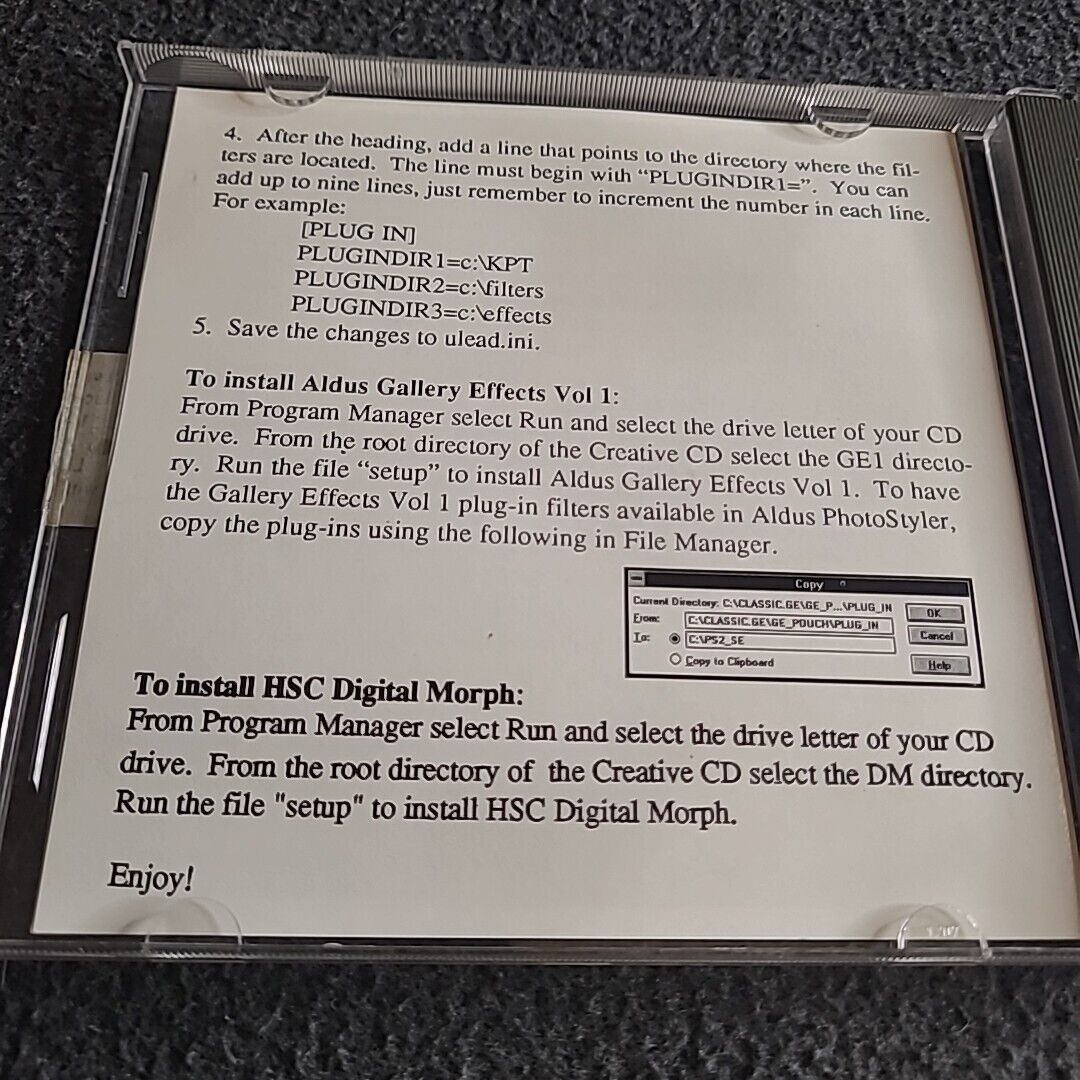 4. After the heading, add a line that points to the directory where the fil-
ters are located. The line must begin with “PLUGINDIR1=”. You can
add up to nine lines, just remember to increment the number in each line.
For example:
[PLUG IN]
PLUGINDIR1=c:\KPT
PLUGINDIR2=c:\filters
PLUGINDIR3=c:\effects
5. Save the changes to ulead.ini.
To install Aldus Gallery Effects Vol 1:
From Program Manager select Run and select the drive letter of your CD
drive. From the root directory of the Creative CD select the GE1 directo-
ry. Run the file “setup” to install Aldus Gallery Effects Vol 1. To have
the Gallery Effects Vol 1 plug-in filters available in Aldus PhotoStyler,
copy the plug-ins using the following in File Manager.
Copy
Current Directory: C:\CLASSIC.GE\GE_P...\PLUG_IN
OK
From: C:\CLASSIC.GE\GE_POUCH\PLUG_IN
To: C:\PS2_SE
Cancel
Copy to Clipboard
Help
To install HSC Digital Morph:
From Program Manager select Run and select the drive letter of your CD
drive. From the root directory of the Creative CD select the DM directory.
Run the file "setup" to install HSC Digital Morph.
Enjoy!